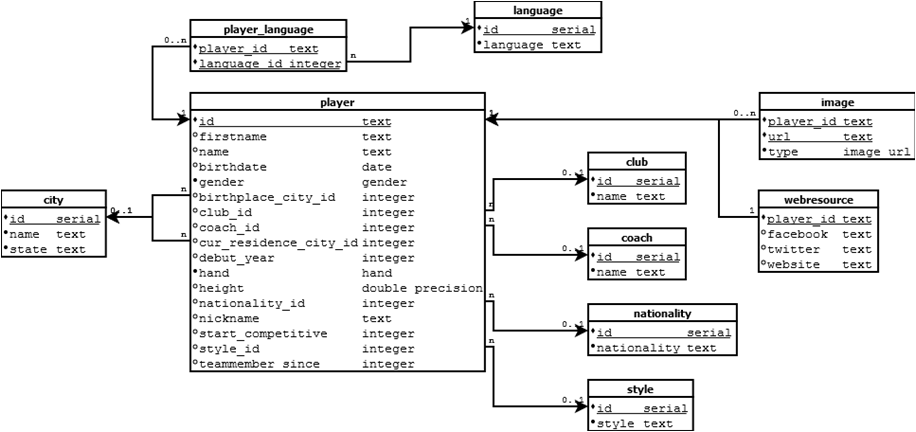 player_language
player_id text
language_id integer
0..n
n
language
id serial
language text
1
player
id text
firstname text
name text
birthdate date
gender gender
birthplace_city_id integer
club_id integer
coach_id integer
cur_residence_city_id integer
debut_year integer
hand hand
height double precision
nationality_id integer
nickname text
start_competitive integer
style_id integer
teammember_since integer
1
1
n
n
n
n
n
n
city
id serial
name text
state text
0..1
image
player_id text
url text
type image_url
0..n
club
id serial
name text
0..1
webresource
player_id text
facebook text
twitter text
website text
1
coach
id serial
name text
0..1
nationality
id serial
nationality text
0..1
style
id serial
style text
0..1